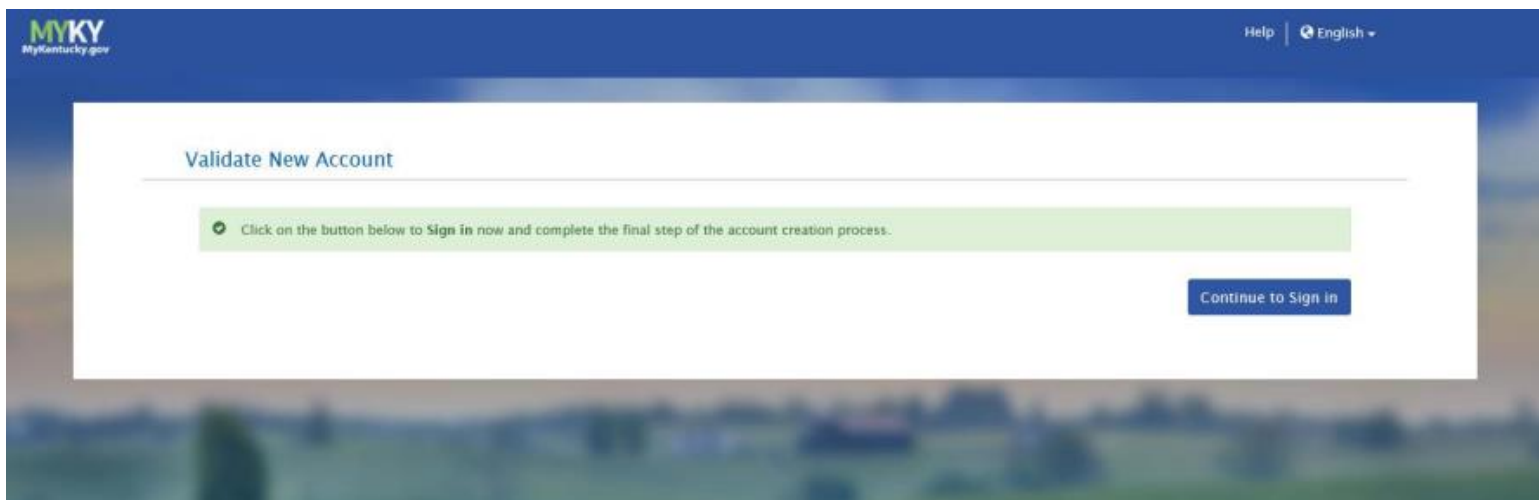 MYKY
MyKentucky.gov
Help
English
Validate New Account
Click on the button below to Sign in now and complete the final step of the account creation process.
Continue to Sign in